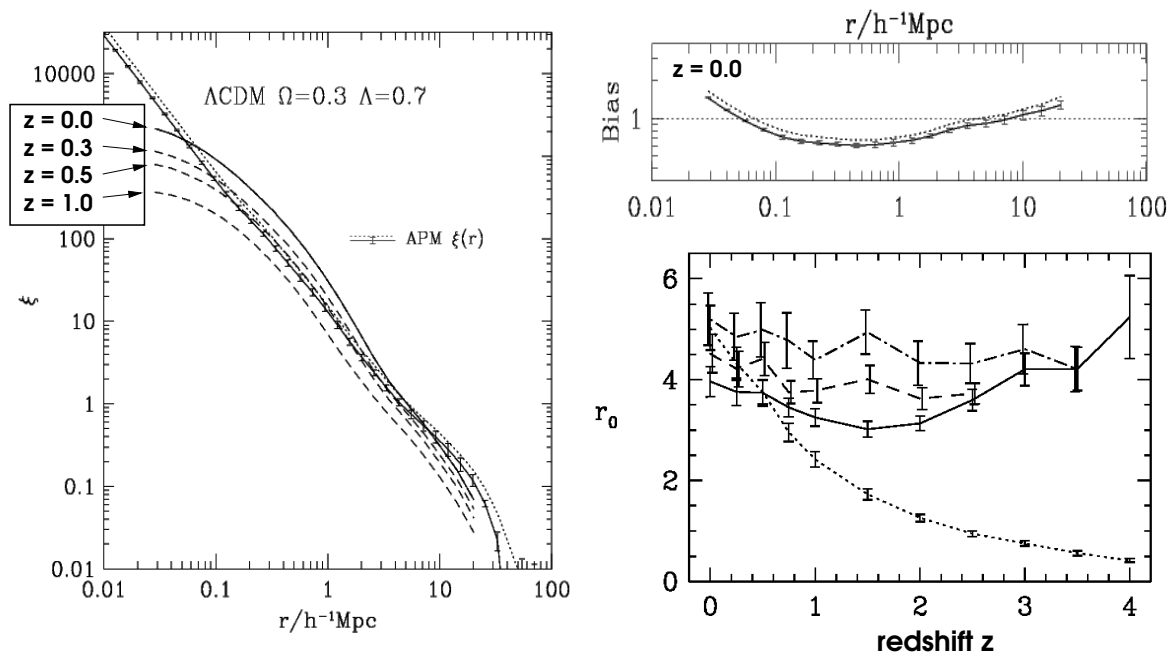 ΛCDM Ω=0.3 Λ=0.7
z = 0.0
z = 0.3
z = 0.5
z = 1.0
APM ξ(r)
ξ
10000
100
10
1
0.1
0.01
0.01 0.1 1 10 100
r/h⁻¹Mpc
r/h⁻¹Mpc
z = 0.0
Bias
1
0.01 0.1 1 10 100
r₀
6
4
2
0
0 1 2 3 4
redshift z